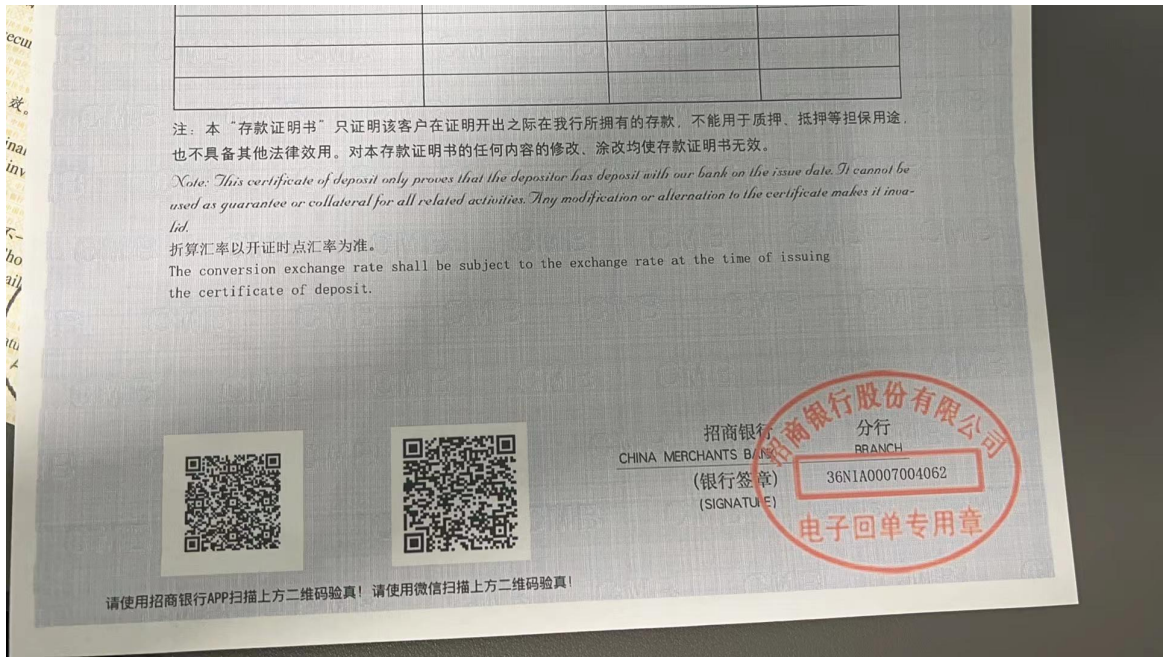 ecur
效。
inal
inv
注：本“存款证明书”只证明该客户在证明开出之际在我行所拥有的存款，不能用于质押、抵押等担保用途，
也不具备其他法律效用。对本存款证明书的任何内容的修改、涂改均使存款证明书无效。
Note: This certificate of deposit only proves that the depositor has deposit with our bank on the issue date. It cannot be
used as guarantee or collateral for all related activities. Any modification or alternation to the certificate makes it inva-
lid.
折算汇率以开证时点汇率为准。
The conversion exchange rate shall be subject to the exchange rate at the time of issuing
the certificate of deposit.
招商银行股份有限公司
招商银行 分行
CHINA MERCHANTS BANK BRANCH
(银行签章) 36NIA0007004062
(SIGNATURE)
电子回单专用章
请使用招商银行APP扫描上方二维码验真！ 请使用微信扫描上方二维码验真！